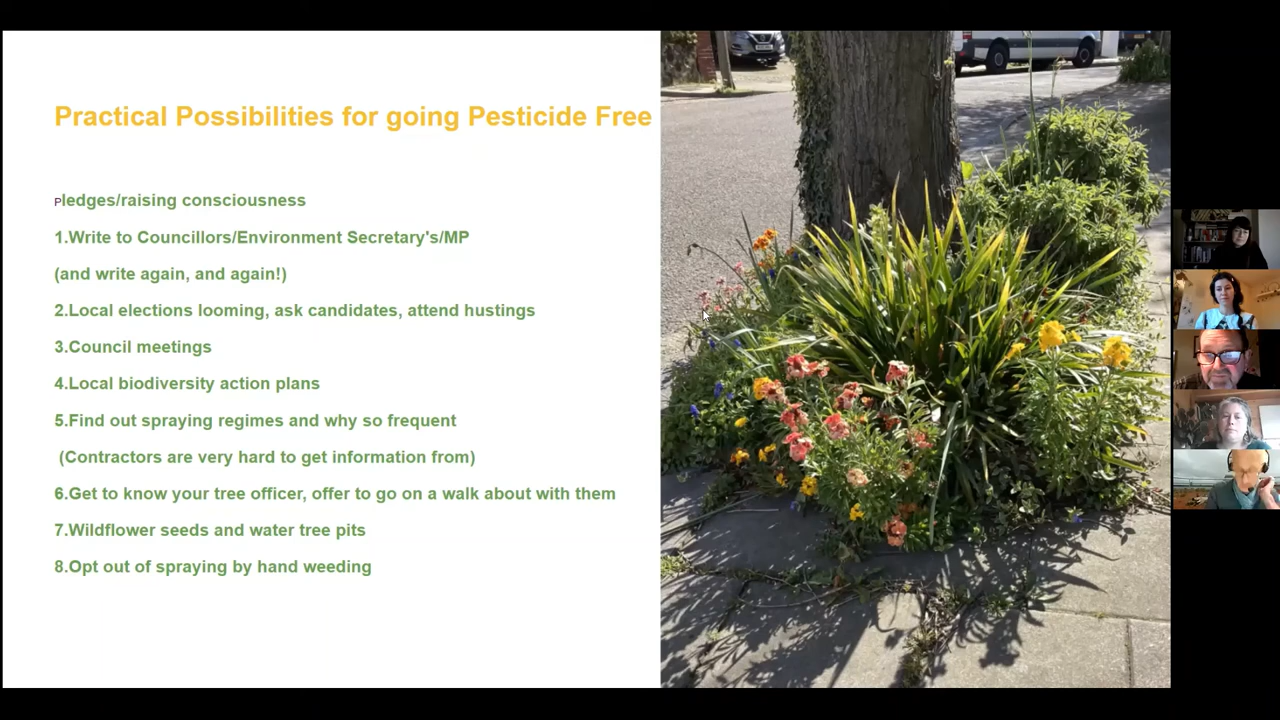 Practical Possibilities for going Pesticide Free
Pledges/raising consciousness
1.Write to Councillors/Environment Secretary's/MP
(and write again, and again!)
2.Local elections looming, ask candidates, attend hustings
3.Council meetings
4.Local biodiversity action plans
5.Find out spraying regimes and why so frequent
(Contractors are very hard to get information from)
6.Get to know your tree officer, offer to go on a walk about with them
7.Wildflower seeds and water tree pits
8.Opt out of spraying by hand weeding